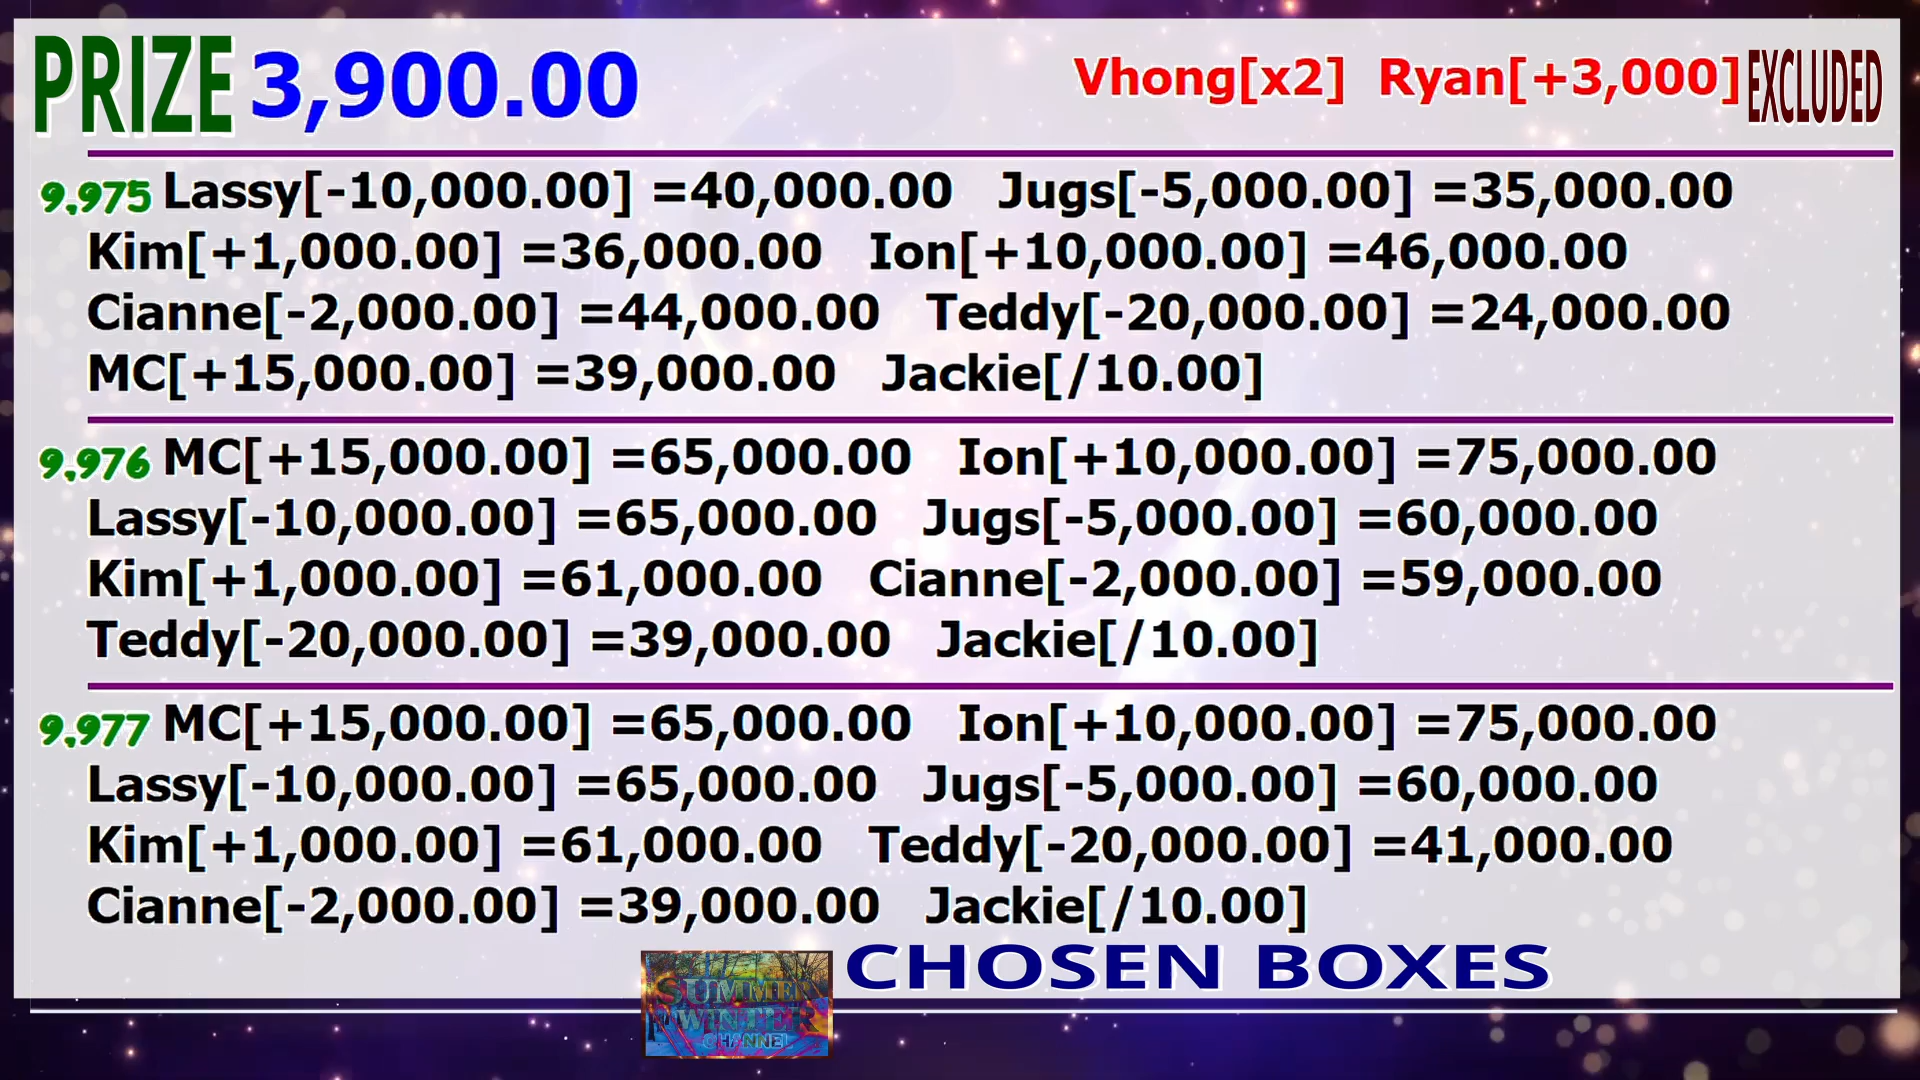 PRIZE 3,900.00 Vhong[x2] Ryan[+3,000] EXCLUDED
9,975 Lassy[-10,000.00] =40,000.00 Jugs[-5,000.00] =35,000.00
Kim[+1,000.00] =36,000.00 Ion[+10,000.00] =46,000.00
Cianne[-2,000.00] =44,000.00 Teddy[-20,000.00] =24,000.00
MC[+15,000.00] =39,000.00 Jackie[/10.00]
9,976 MC[+15,000.00] =65,000.00 Ion[+10,000.00] =75,000.00
Lassy[-10,000.00] =65,000.00 Jugs[-5,000.00] =60,000.00
Kim[+1,000.00] =61,000.00 Cianne[-2,000.00] =59,000.00
Teddy[-20,000.00] =39,000.00 Jackie[/10.00]
9,977 MC[+15,000.00] =65,000.00 Ion[+10,000.00] =75,000.00
Lassy[-10,000.00] =65,000.00 Jugs[-5,000.00] =60,000.00
Kim[+1,000.00] =61,000.00 Teddy[-20,000.00] =41,000.00
Cianne[-2,000.00] =39,000.00 Jackie[/10.00]
CHOSEN BOXES
SUMMER
WINTER
CHANNEL